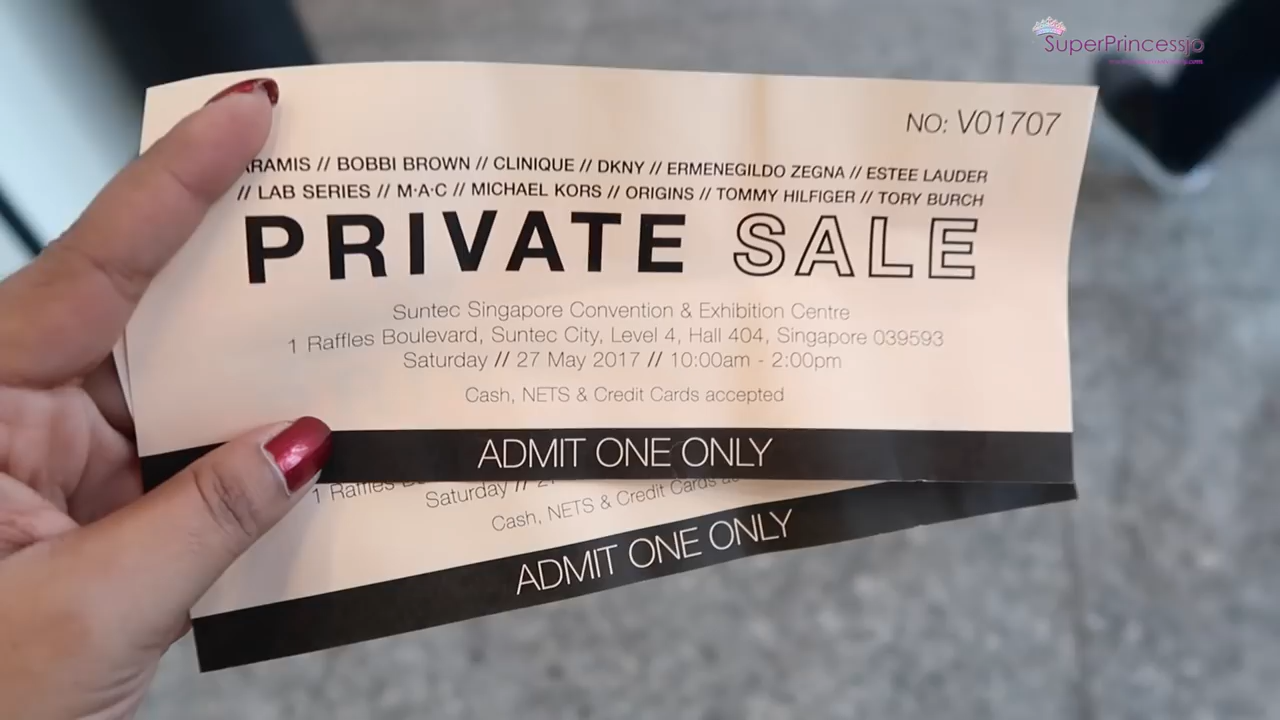 SuperPrincessjo
NO: V01707
RAMIS // BOBBI BROWN // CLINIQUE // DKNY // ERMENEGILDO ZEGNA // ESTEE LAUDER
// LAB SERIES // M·A·C // MICHAEL KORS // ORIGINS // TOMMY HILFIGER // TORY BURCH
PRIVATE SALE
Suntec Singapore Convention & Exhibition Centre
1 Raffles Boulevard, Suntec City, Level 4, Hall 404, Singapore 039593
Saturday // 27 May 2017 // 10:00am - 2:00pm
Cash, NETS & Credit Cards accepted
ADMIT ONE ONLY
1 Raffles
Saturday //
Cash, NETS & Credit Cards
ADMIT ONE ONLY